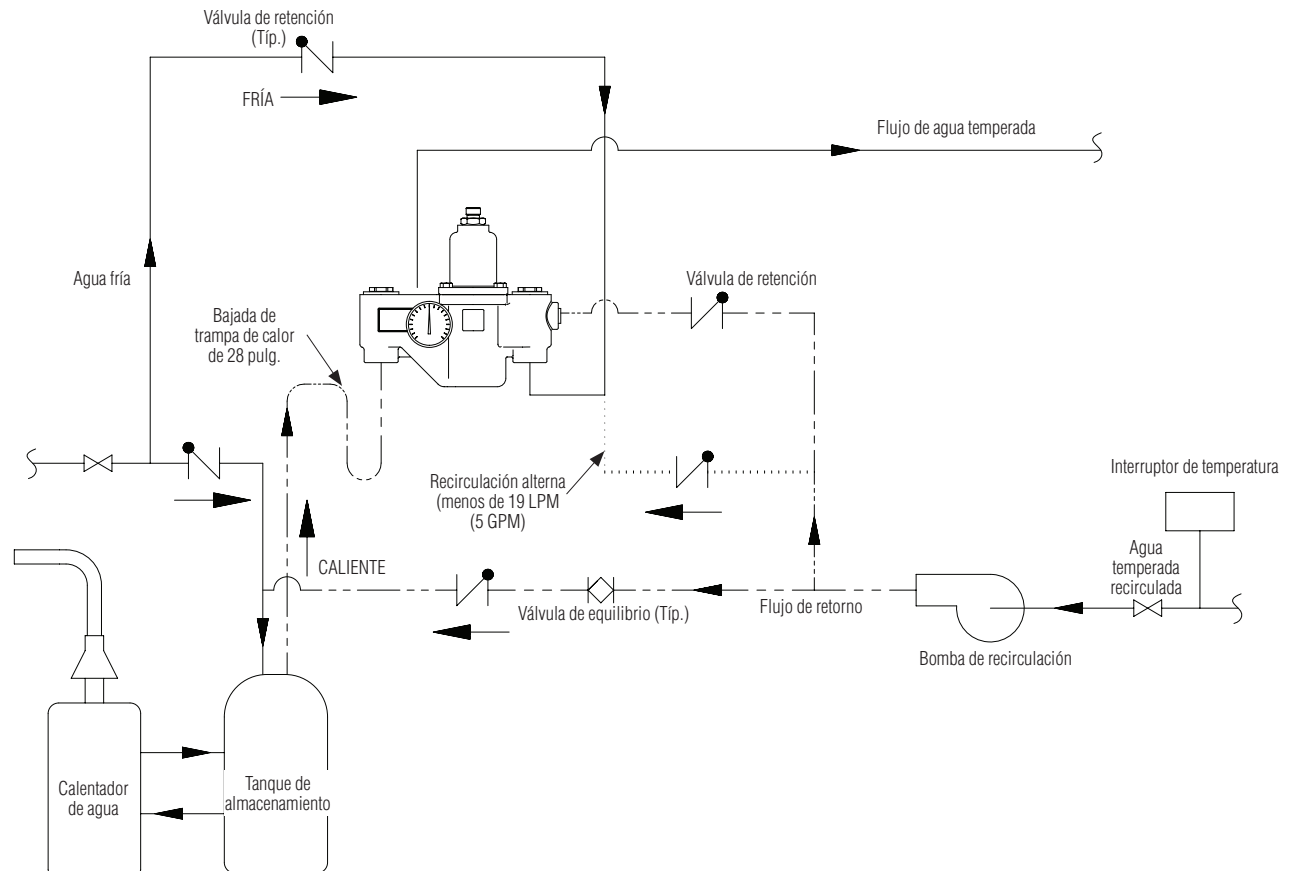 Válvula de retención
(Típ.)
FRÍA
Flujo de agua temperada
Agua fría
Válvula de retención
Bajada de
trampa de calor
de 28 pulg.
Recirculación alterna
(menos de 19 LPM
(5 GPM)
Interruptor de temperatura
CALIENTE
Agua
temperada
recirculada
Válvula de equilibrio (Típ.)
Flujo de retorno
Bomba de recirculación
Calentador
de agua
Tanque de
almacenamiento